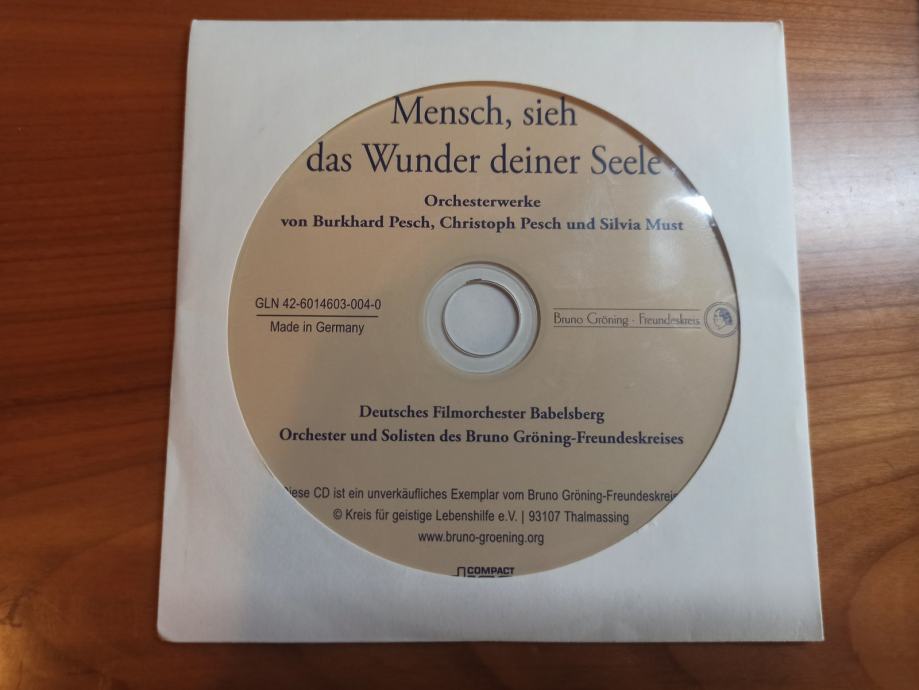 Mensch, sieh
das Wunder deiner Seele
Orchesterwerke
von Burkhard Pesch, Christoph Pesch und Silvia Must
GLN 42-6014603-004-0
Made in Germany
Bruno Gröning · Freundeskreis
Deutsches Filmorchester Babelsberg
Orchester und Solisten des Bruno Gröning-Freundeskreises
iese CD ist ein unverkäufliches Exemplar vom Bruno Gröning-Freundekreis
© Kreis für geistige Lebenshilfe e.V. | 93107 Thalmassing
www.bruno-groening.org
COMPACT